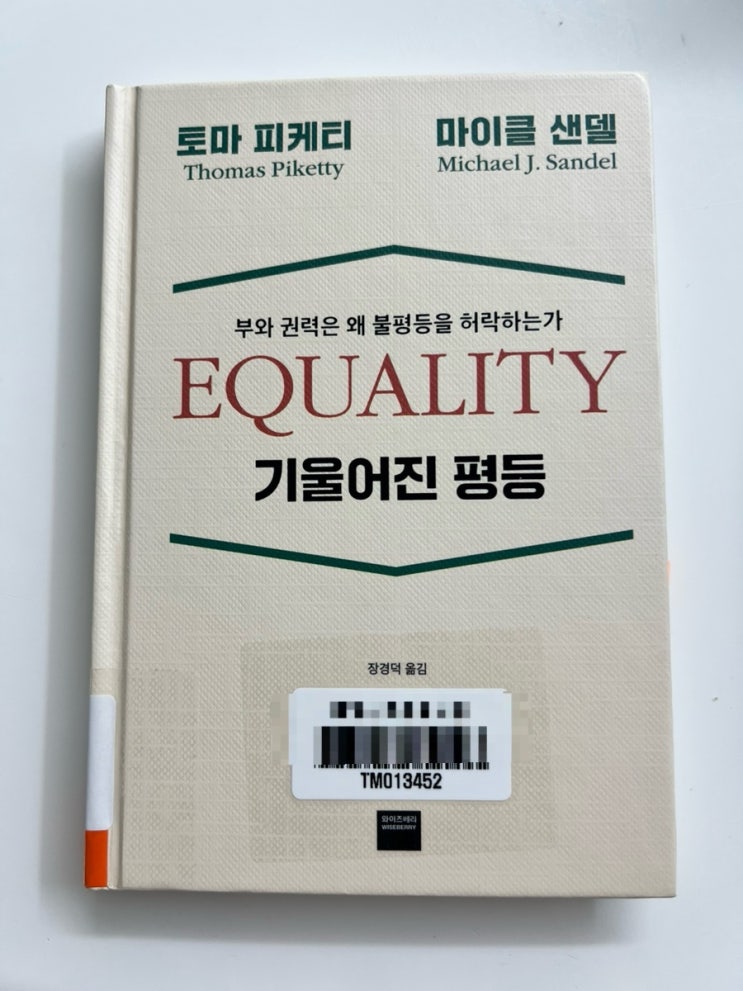 토마 피케티
Thomas Piketty
마이클 샌델
Michael J. Sandel
부와 권력은 왜 불평등을 허락하는가
EQUALITY
기울어진 평등
장경덕 옮김
TM013452
와이즈베리
WISEBERRY